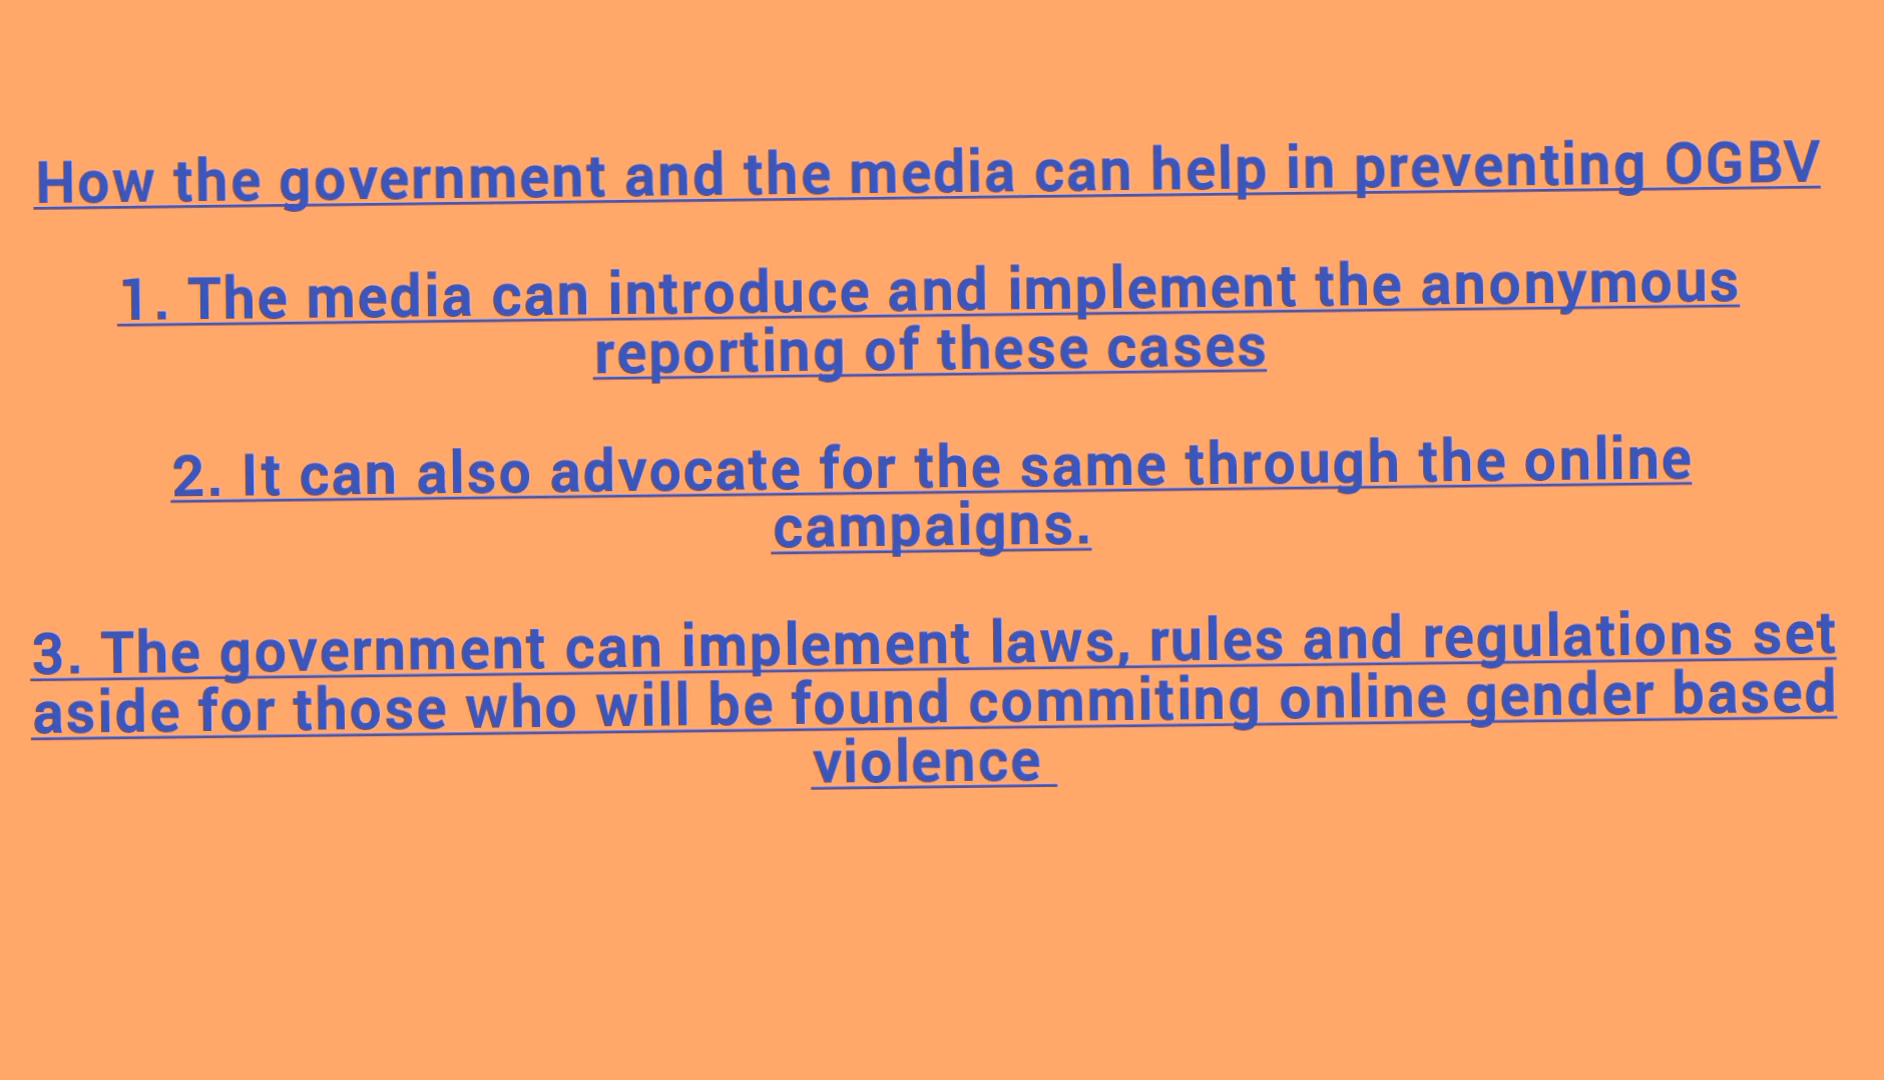 How the government and the media can help in preventing OGBV
1. The media can introduce and implement the anonymous
reporting of these cases
2. It can also advocate for the same through the online
campaigns.
3. The government can implement laws, rules and regulations set
aside for those who will be found commiting online gender based
violence